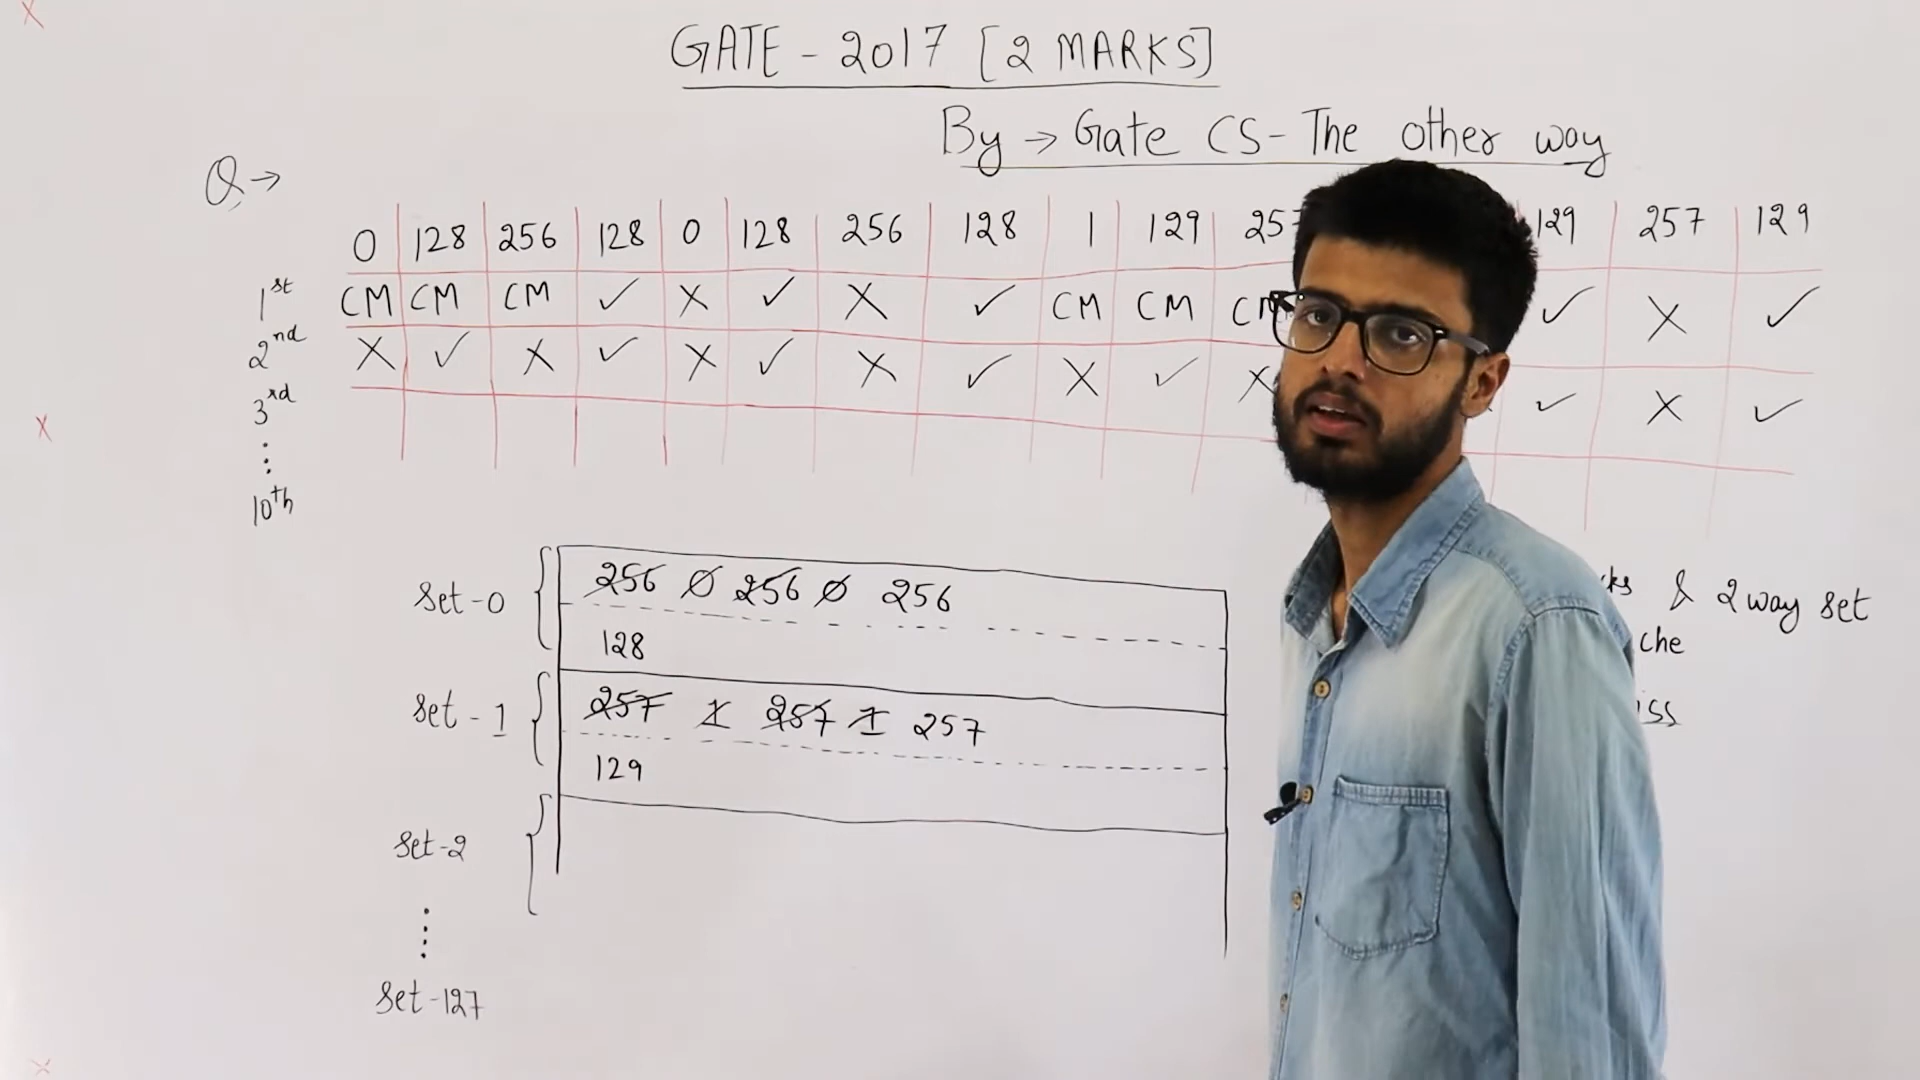 GATE - 2017 [2 MARKS]
By → Gate CS - The other way
Q →
0 128 256 128 0 128 256 128 1 129 257 129 257 129
1st CM CM CM ✓ X ✓ X ✓ CM CM CM ✓ X ✓
2nd X ✓ X ✓ X ✓ X ✓ X ✓ X ✓ X ✓
3rd
⋮
10th
Set-0 256 0 256 0 256
128
Set-1 257 1 257 1 257
129
Set-2
⋮
Set-127
& 2 way set